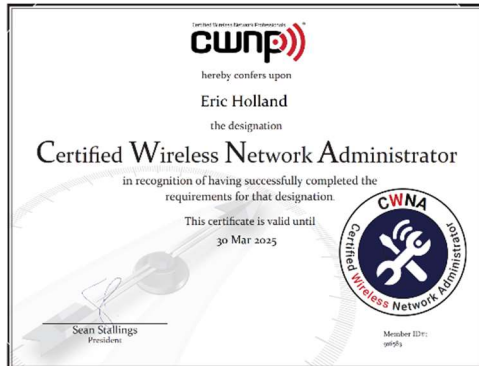 Certified Wireless Network Professionals
cwnp
hereby confers upon
Eric Holland
the designation
Certified Wireless Network Administrator
in recognition of having successfully completed the
requirements for that designation.
This certificate is valid until
30 Mar 2025
CWNA
Certified Wireless Network Administrator
Sean Stallings
President
Member ID#: